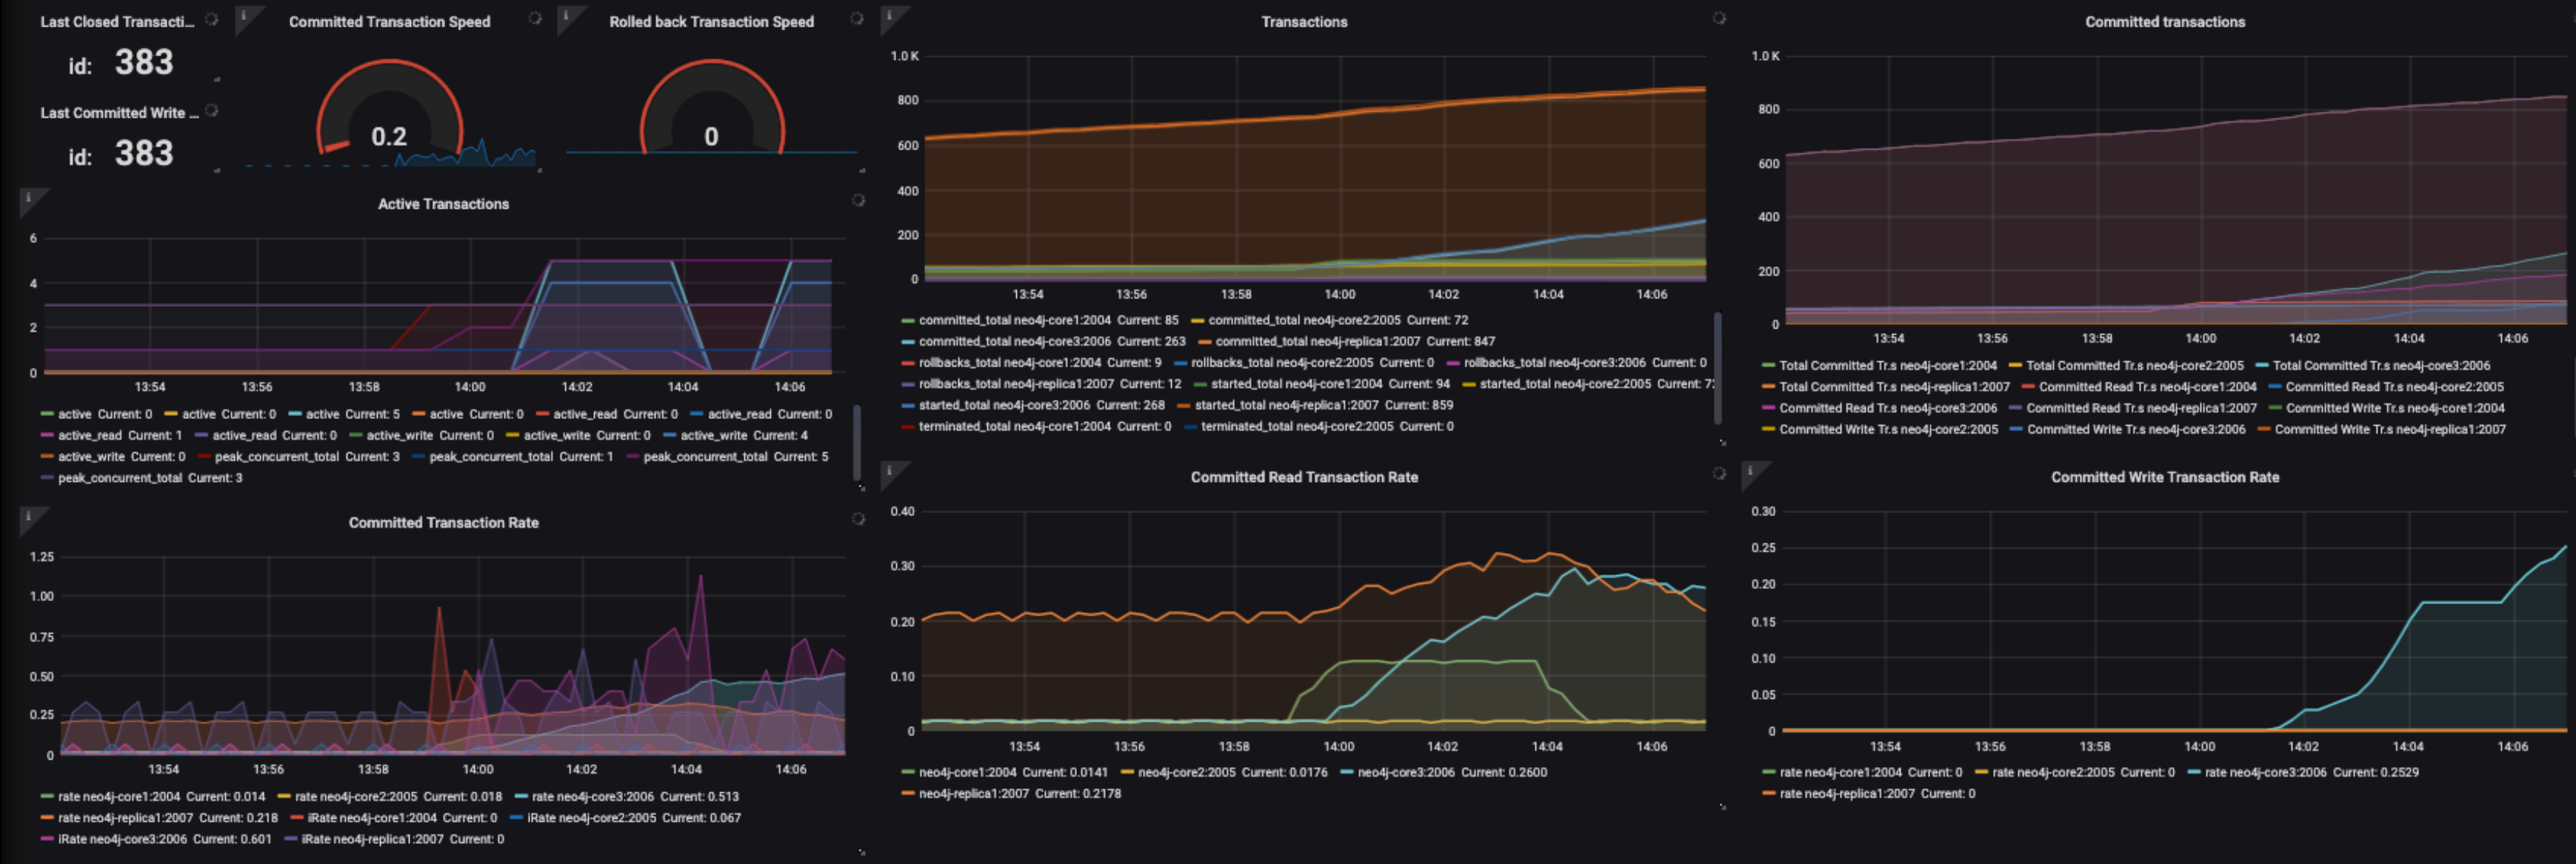 Last Closed Transacti...
id: 383
Last Committed Write ...
id: 383
Committed Transaction Speed
0.2
Rolled back Transaction Speed
0
Active Transactions
6
4
2
0
13:54 13:56 13:58 14:00 14:02 14:04 14:06
active Current: 0 active Current: 0 active Current: 5 active Current: 0 active_read Current: 0 active_read Current: 0
active_read Current: 1 active_read Current: 0 active_write Current: 0 active_write Current: 0 active_write Current: 4
active_write Current: 0 peak_concurrent_total Current: 3 peak_concurrent_total Current: 1 peak_concurrent_total Current: 5
peak_concurrent_total Current: 3
Committed Transaction Rate
1.25
1.00
0.75
0.50
0.25
0
13:54 13:56 13:58 14:00 14:02 14:04 14:06
rate neo4j-core1:2004 Current: 0.014 rate neo4j-core2:2005 Current: 0.018 rate neo4j-core3:2006 Current: 0.513
rate neo4j-replica1:2007 Current: 0.218 iRate neo4j-core1:2004 Current: 0 iRate neo4j-core2:2005 Current: 0.067
iRate neo4j-core3:2006 Current: 0.601 iRate neo4j-replica1:2007 Current: 0
Transactions
1.0 K
800
600
400
200
0
13:54 13:56 13:58 14:00 14:02 14:04 14:06
committed_total neo4j-core1:2004 Current: 85 committed_total neo4j-core2:2005 Current: 72
committed_total neo4j-core3:2006 Current: 263 committed_total neo4j-replica1:2007 Current: 847
rollbacks_total neo4j-core1:2004 Current: 9 rollbacks_total neo4j-core2:2005 Current: 0 rollbacks_total neo4j-core3:2006 Current: 0
rollbacks_total neo4j-replica1:2007 Current: 12 started_total neo4j-core1:2004 Current: 94 started_total neo4j-core2:2005 Current:
started_total neo4j-core3:2006 Current: 268 started_total neo4j-replica1:2007 Current: 859
terminated_total neo4j-core1:2004 Current: 0 terminated_total neo4j-core2:2005 Current: 0
Committed Read Transaction Rate
0.40
0.30
0.20
0.10
0
13:54 13:56 13:58 14:00 14:02 14:04 14:06
neo4j-core1:2004 Current: 0.0141 neo4j-core2:2005 Current: 0.0176 neo4j-core3:2006 Current: 0.2600
neo4j-replica1:2007 Current: 0.2178
Committed transactions
1.0 K
800
600
400
200
0
13:54 13:56 13:58 14:00 14:02 14:04 14:06
Total Committed Tr.s neo4j-core1:2004 Total Committed Tr.s neo4j-core2:2005 Total Committed Tr.s neo4j-core3:2006
Total Committed Tr.s neo4j-replica1:2007 Committed Read Tr.s neo4j-core1:2004 Committed Read Tr.s neo4j-core2:2005
Committed Read Tr.s neo4j-core3:2006 Committed Read Tr.s neo4j-replica1:2007 Committed Write Tr.s neo4j-core1:2004
Committed Write Tr.s neo4j-core2:2005 Committed Write Tr.s neo4j-core3:2006 Committed Write Tr.s neo4j-replica1:2007
Committed Write Transaction Rate
0.30
0.25
0.20
0.15
0.10
0.05
0
13:54 13:56 13:58 14:00 14:02 14:04 14:06
rate neo4j-core1:2004 Current: 0 rate neo4j-core2:2005 Current: 0 rate neo4j-core3:2006 Current: 0.2529
rate neo4j-replica1:2007 Current: 0